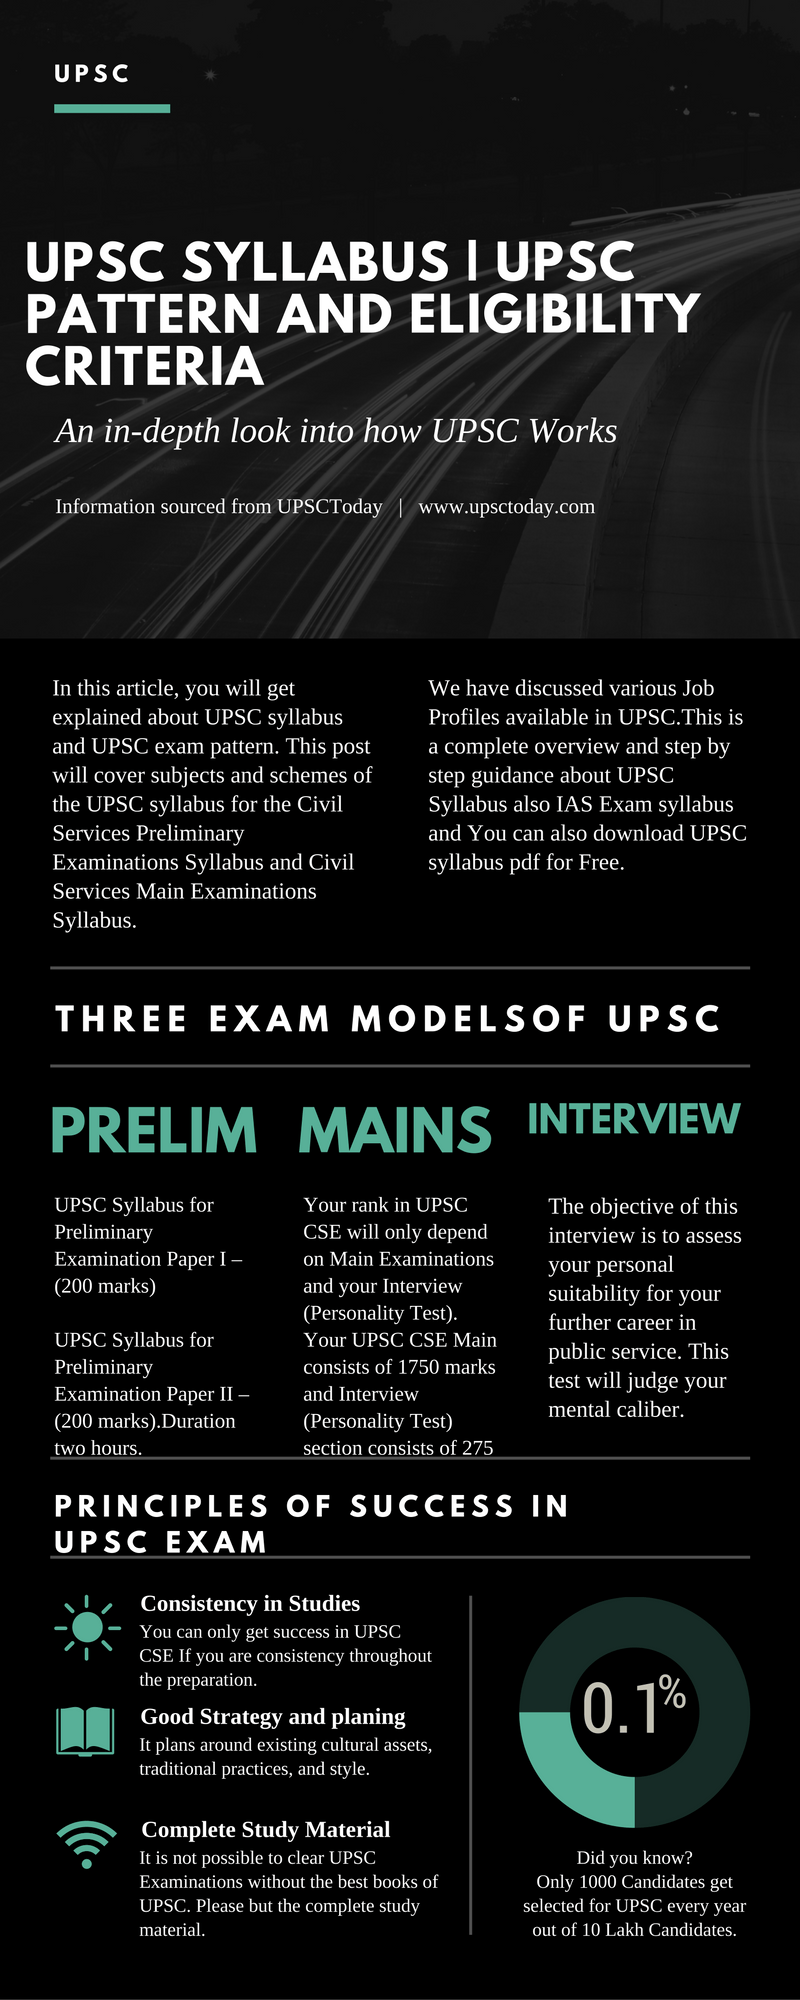 UPSC
UPSC SYLLABUS | UPSC
PATTERN AND ELIGIBILITY
CRITERIA
An in-depth look into how UPSC Works
Information sourced from UPSCToday | www.upsctoday.com
In this article, you will get
explained about UPSC syllabus
and UPSC exam pattern. This post
will cover subjects and schemes of
the UPSC syllabus for the Civil
Services Preliminary
Examinations Syllabus and Civil
Services Main Examinations
Syllabus.
We have discussed various Job
Profiles available in UPSC.This is
a complete overview and step by
step guidance about UPSC
Syllabus also IAS Exam syllabus
and You can also download UPSC
syllabus pdf for Free.
THREE EXAM MODELSOF UPSC
PRELIM
UPSC Syllabus for
Preliminary
Examination Paper I –
(200 marks)
UPSC Syllabus for
Preliminary
Examination Paper II –
(200 marks).Duration
two hours.
MAINS
Your rank in UPSC
CSE will only depend
on Main Examinations
and your Interview
(Personality Test).
Your UPSC CSE Main
consists of 1750 marks
and Interview
(Personality Test)
section consists of 275
INTERVIEW
The objective of this
interview is to assess
your personal
suitability for your
further career in
public service. This
test will judge your
mental caliber.
PRINCIPLES OF SUCCESS IN
UPSC EXAM
Consistency in Studies
You can only get success in UPSC
CSE If you are consistency throughout
the preparation.
Good Strategy and planing
It plans around existing cultural assets,
traditional practices, and style.
Complete Study Material
It is not possible to clear UPSC
Examinations without the best books of
UPSC. Please but the complete study
material.
0.1%
Did you know?
Only 1000 Candidates get
selected for UPSC every year
out of 10 Lakh Candidates.